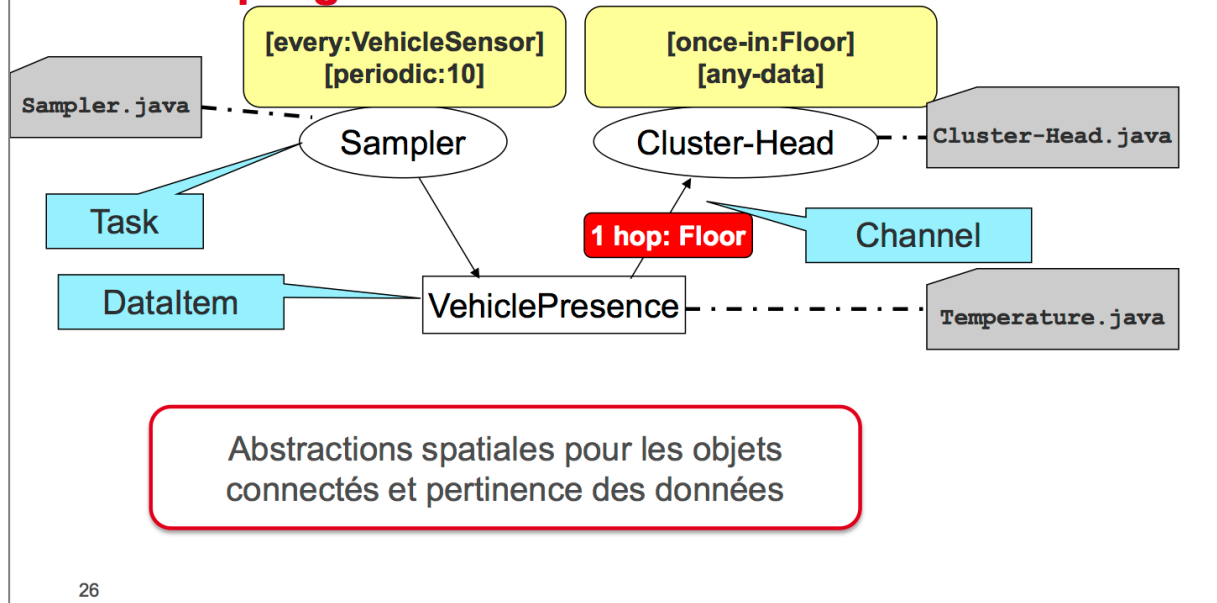 [every:VehicleSensor]
[periodic:10]
[once-in:Floor]
[any-data]
Sampler.java
Sampler
Cluster-Head
Cluster-Head.java
Task
1 hop: Floor
Channel
DataItem
VehiclePresence
Temperature.java
Abstractions spatiales pour les objets
connectés et pertinence des données
26